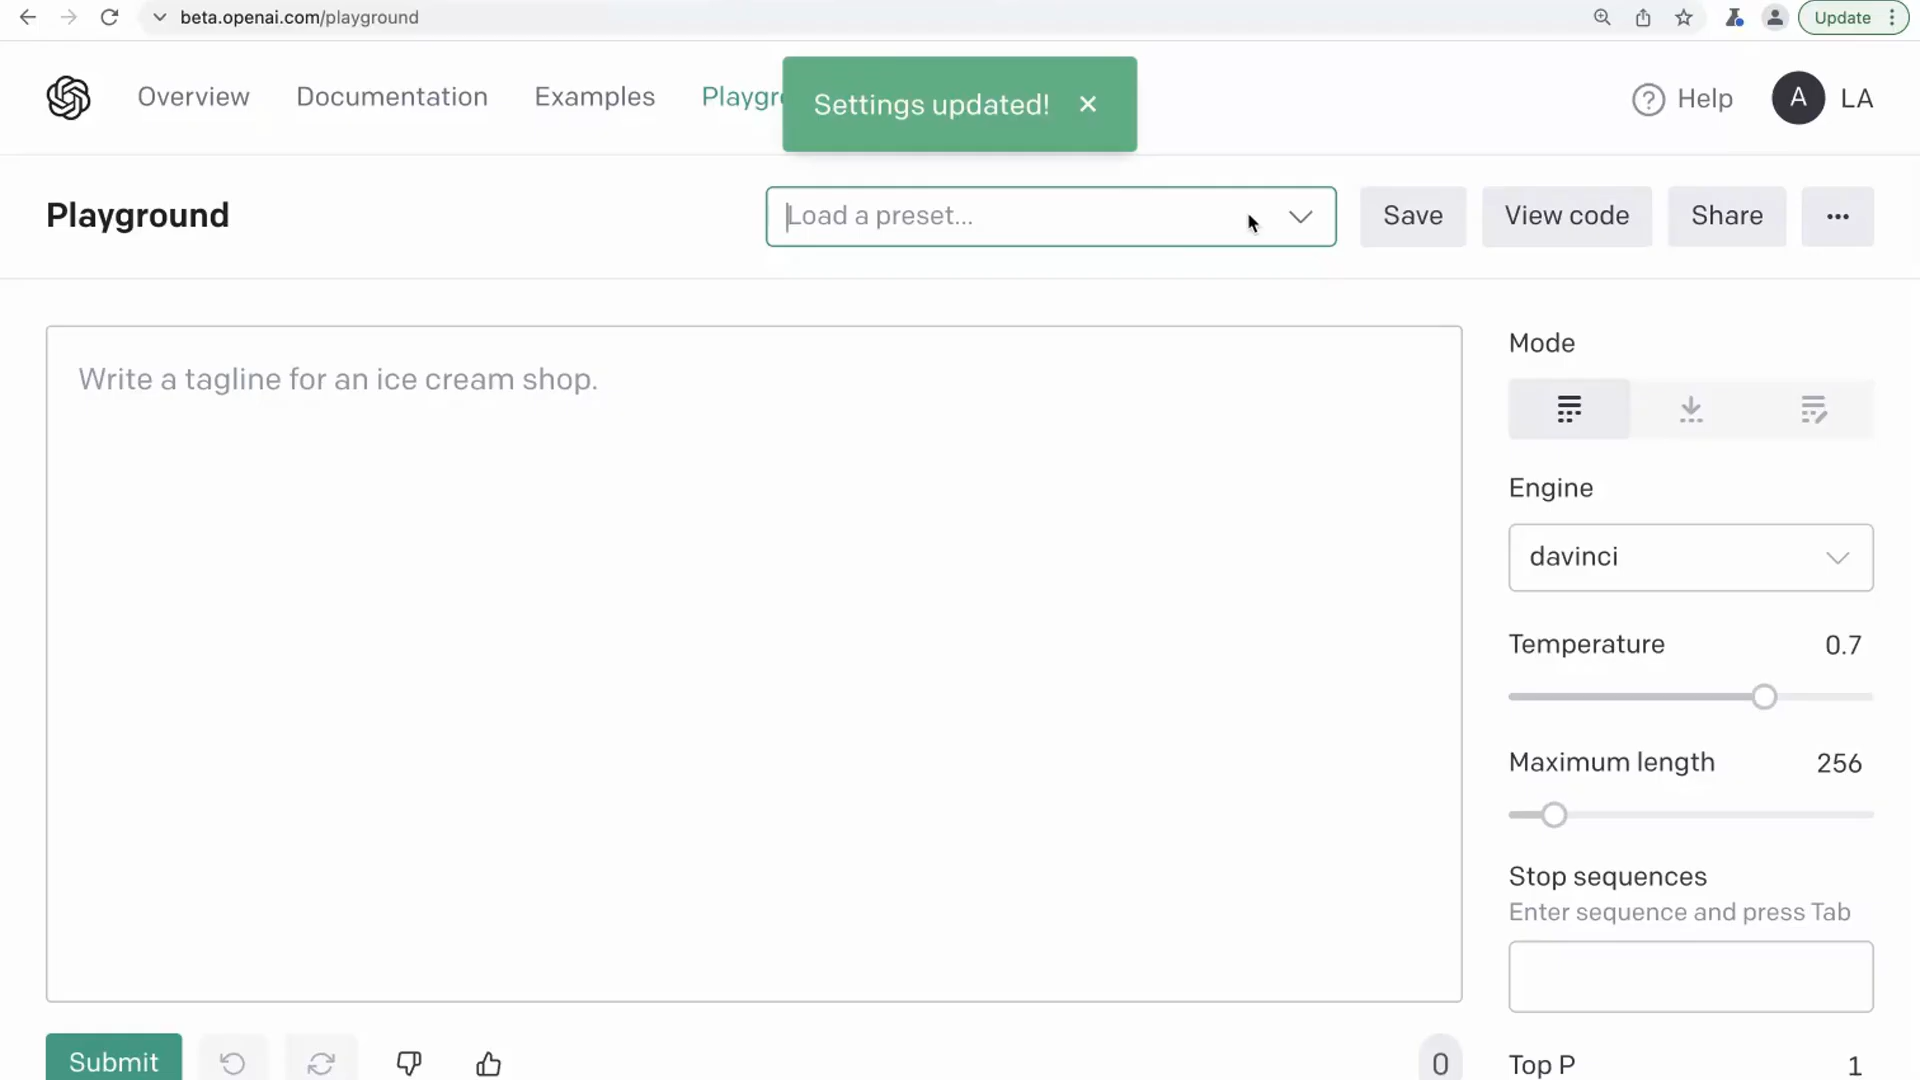 beta.openai.com/playground
Update
Overview
Documentation
Examples
Playgr
Settings updated!
Help
A
LA
Playground
Load a preset...
Save
View code
Share
Write a tagline for an ice cream shop.
Mode
Engine
davinci
Temperature 0.7
Maximum length 256
Stop sequences
Enter sequence and press Tab
Submit
0
Top P 1